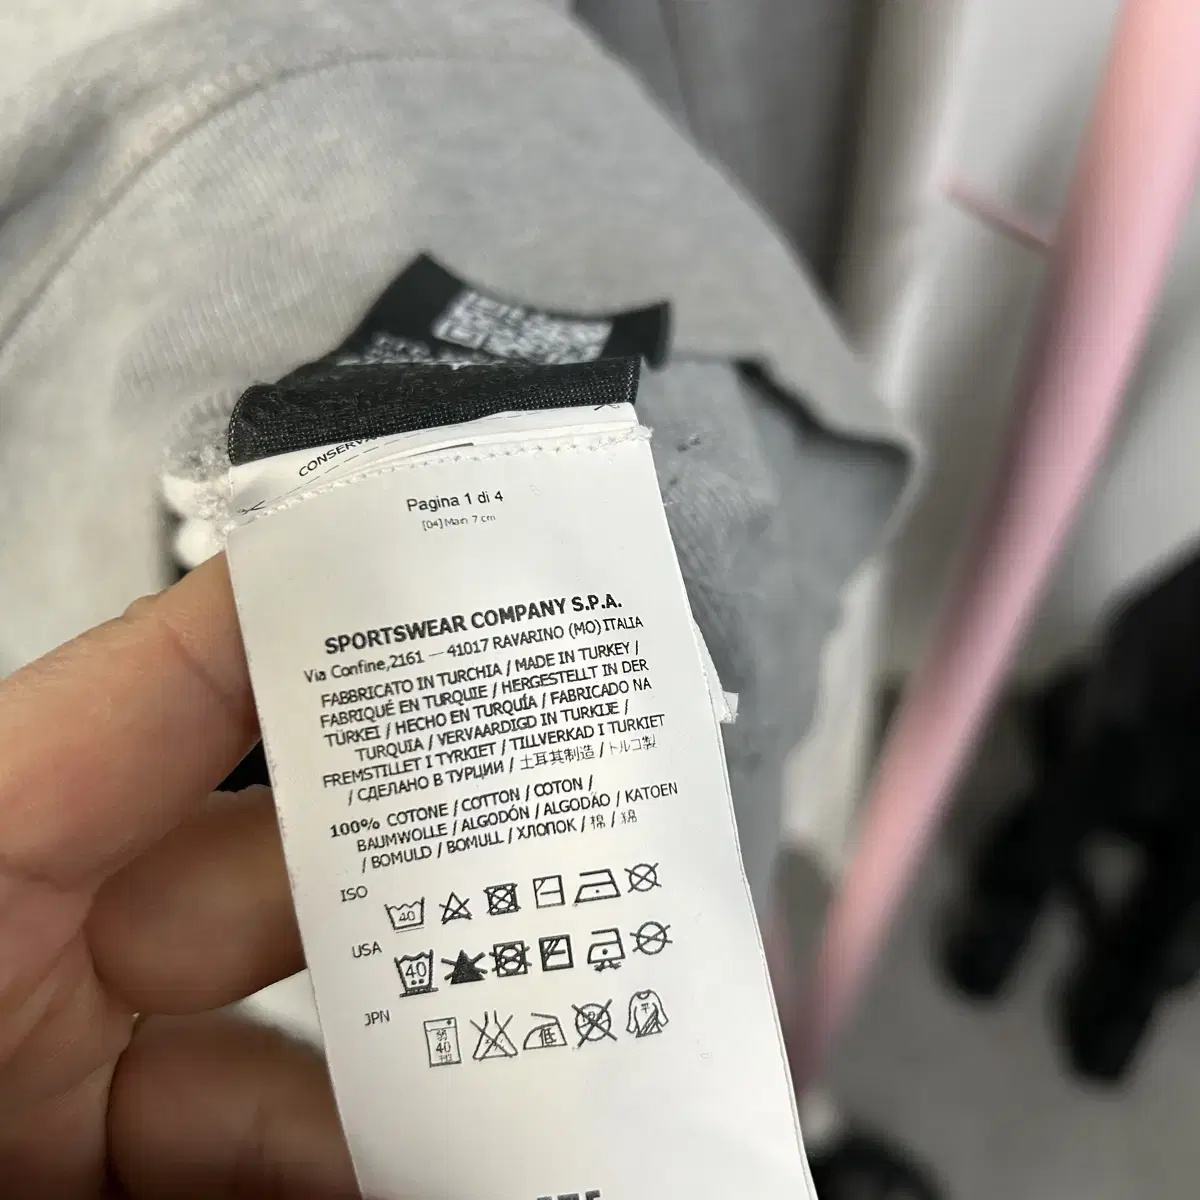 CONSERV
Pagina 1 di 4
[04] Main 7 cm
SPORTSWEAR COMPANY S.P.A.
Via Confine,2161 — 41017 RAVARINO (MO) ITALIA
FABBRICATO IN TURCHIA / MADE IN TURKEY /
FABRIQUÉ EN TURQUIE / HERGESTELLT IN DER
TÜRKEI / HECHO EN TURQUÍA / FABRICADO NA
TURQUIA / VERVAARDIGD IN TURKIJE /
FREMSTILLET I TYRKIET / TILLVERKAD I TURKIET
/ СДЕЛАНО В ТУРЦИИ / 土耳其制造 / トルコ製
100% COTONE / COTTON / COTON /
BAUMWOLLE / ALGODÓN / ALGODÃO / KATOEN
/ BOMULD / BOMULL / ХЛОПОК / 棉 / 綿
ISO
40
USA
40
JPN
40
低
平